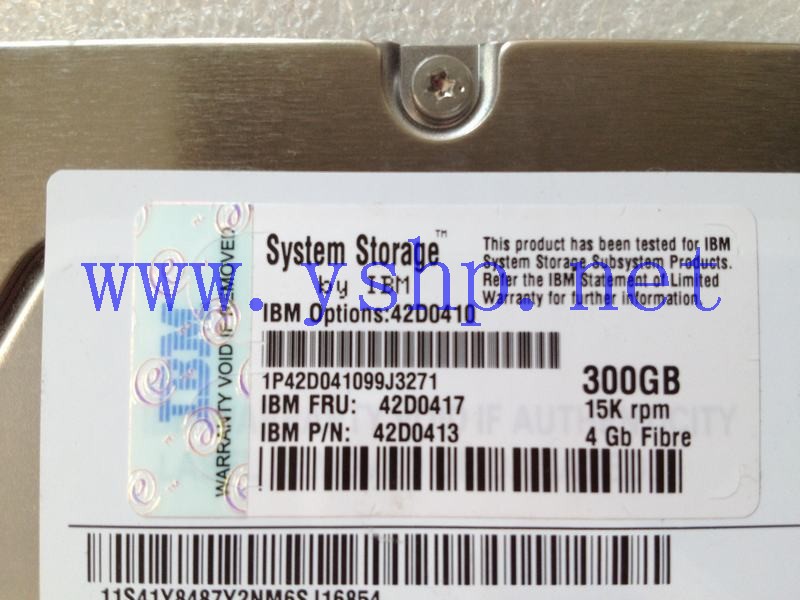 System Storage™
by IBM
This product has been tested for IBM
System Storage Subsystem Products.
Refer the IBM Statement of Limited
Warranty for further information.
www.yshp.net
IBM Options:42D0410
1P42D041099J3271
IBM FRU: 42D0417
IBM P/N: 42D0413
300GB
15K rpm
4 Gb Fibre
WARRANTY VOID IF REMOVED
IBM
11S41Y8487Y2NM6SJ16854